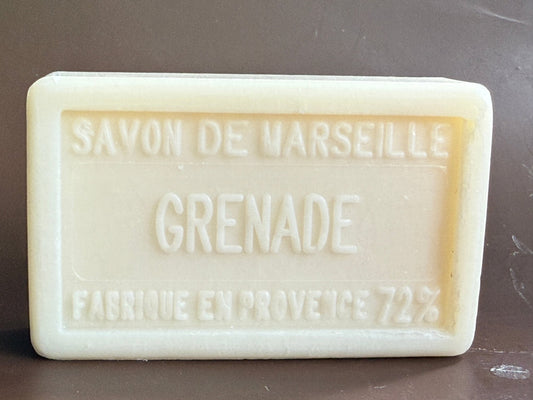 SAVON DE MARSEILLE
GRENADE
FABRIQUE EN PROVENCE 72%